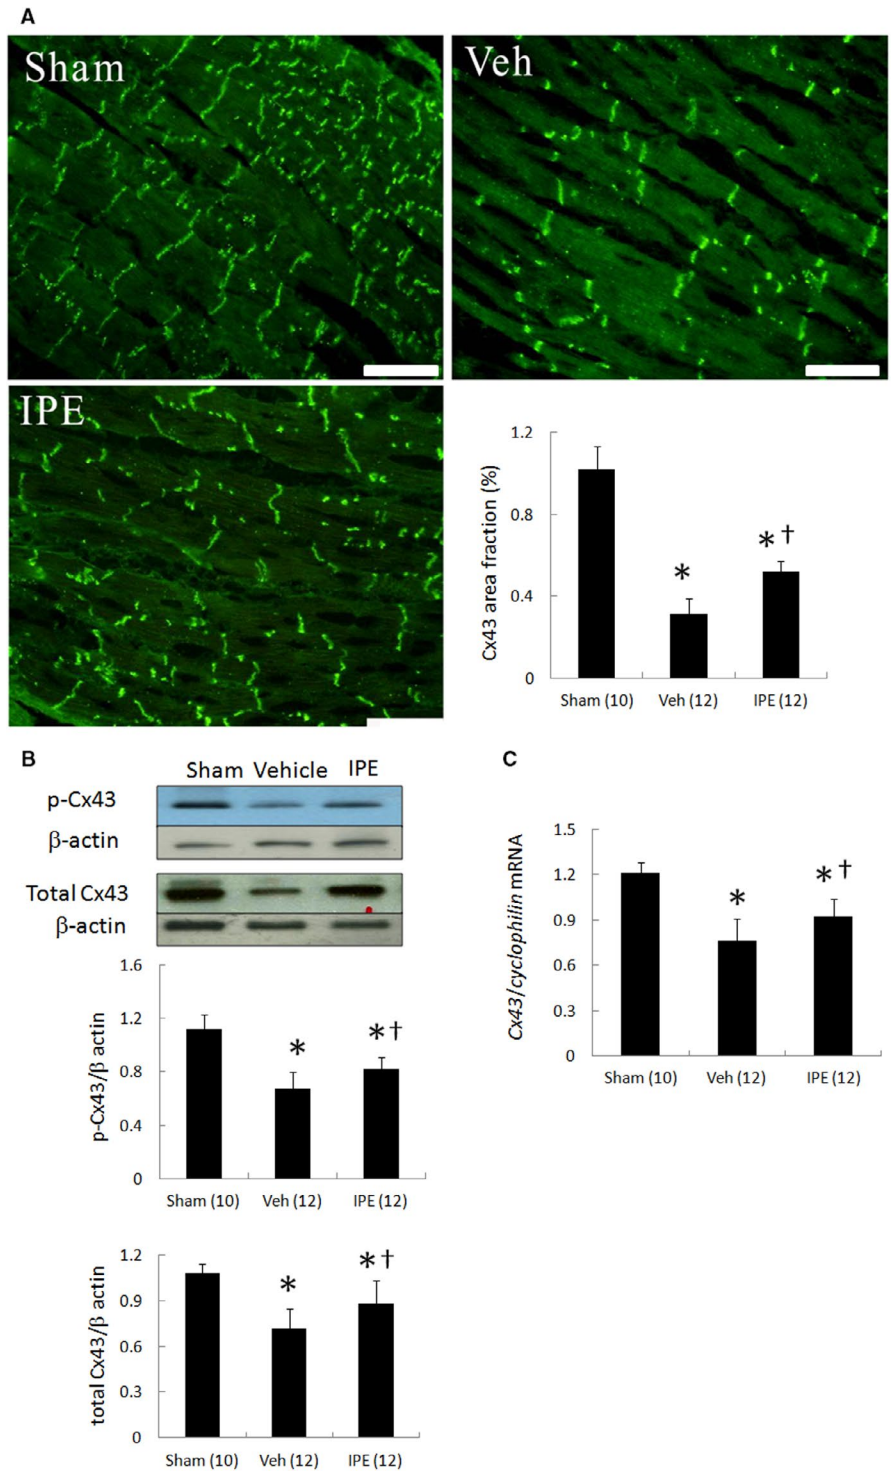 A
Sham
Veh
IPE
Cx43 area fraction (%)
1.2
0.8
0.4
0
* * †
Sham (10) Veh (12) IPE (12)
B
Sham Vehicle IPE
p-Cx43
β-actin
Total Cx43
β-actin
p-Cx43/β actin
1.6
1.2
0.8
0.4
0
* * †
Sham (10) Veh (12) IPE (12)
total Cx43/β actin
1.2
0.9
0.6
0.3
0
* * †
Sham (10) Veh (12) IPE (12)
C
Cx43/cyclophilin mRNA
1.5
1.2
0.9
0.6
0.3
0
* * †
Sham (10) Veh (12) IPE (12)